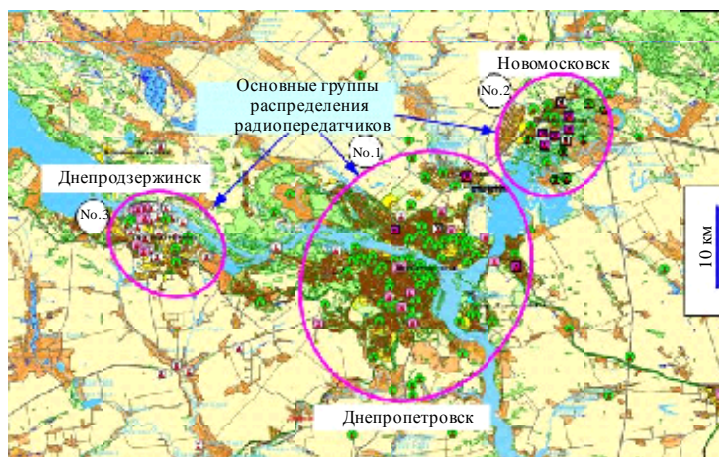 Новомосковск
No.2
Основные группы
распределения
радиопередатчиков
No.1
Днепродзержинск
No.3
10 км
Днепропетровск